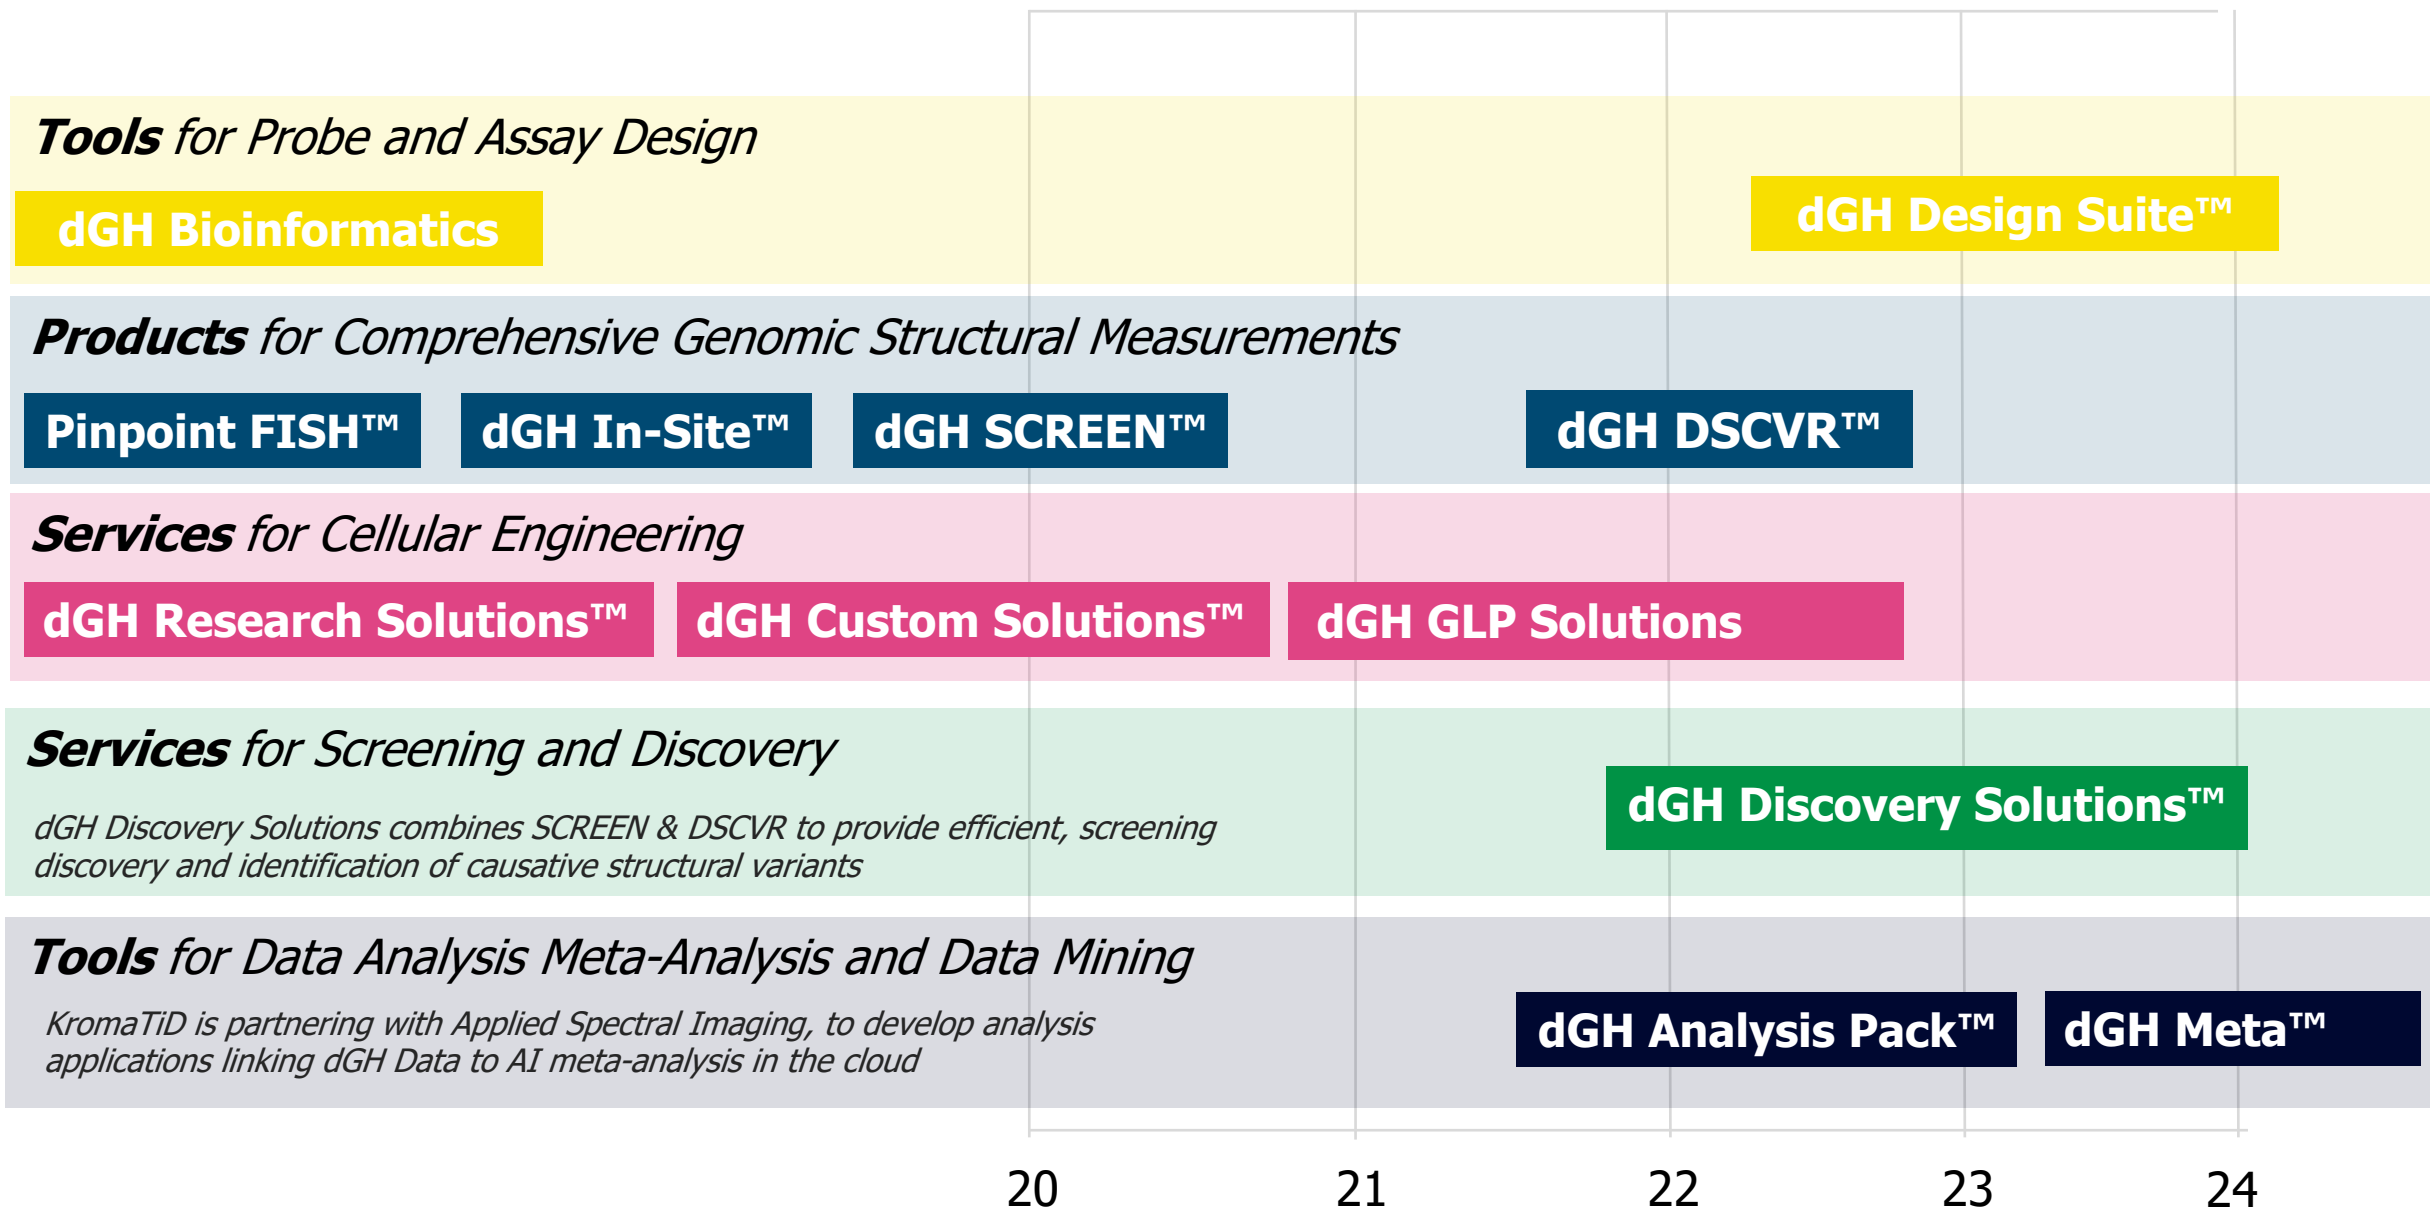 Tools for Probe and Assay Design
dGH Bioinformatics
dGH Design Suite™
Products for Comprehensive Genomic Structural Measurements
Pinpoint FISH™
dGH In-Site™
dGH SCREEN™
dGH DSCVR™
Services for Cellular Engineering
dGH Research Solutions™
dGH Custom Solutions™
dGH GLP Solutions
Services for Screening and Discovery
dGH Discovery Solutions™
dGH Discovery Solutions combines SCREEN & DSCVR to provide efficient, screening
discovery and identification of causative structural variants
Tools for Data Analysis Meta-Analysis and Data Mining
KromaTiD is partnering with Applied Spectral Imaging, to develop analysis
applications linking dGH Data to AI meta-analysis in the cloud
dGH Analysis Pack™
dGH Meta™
20
21
22
23
24